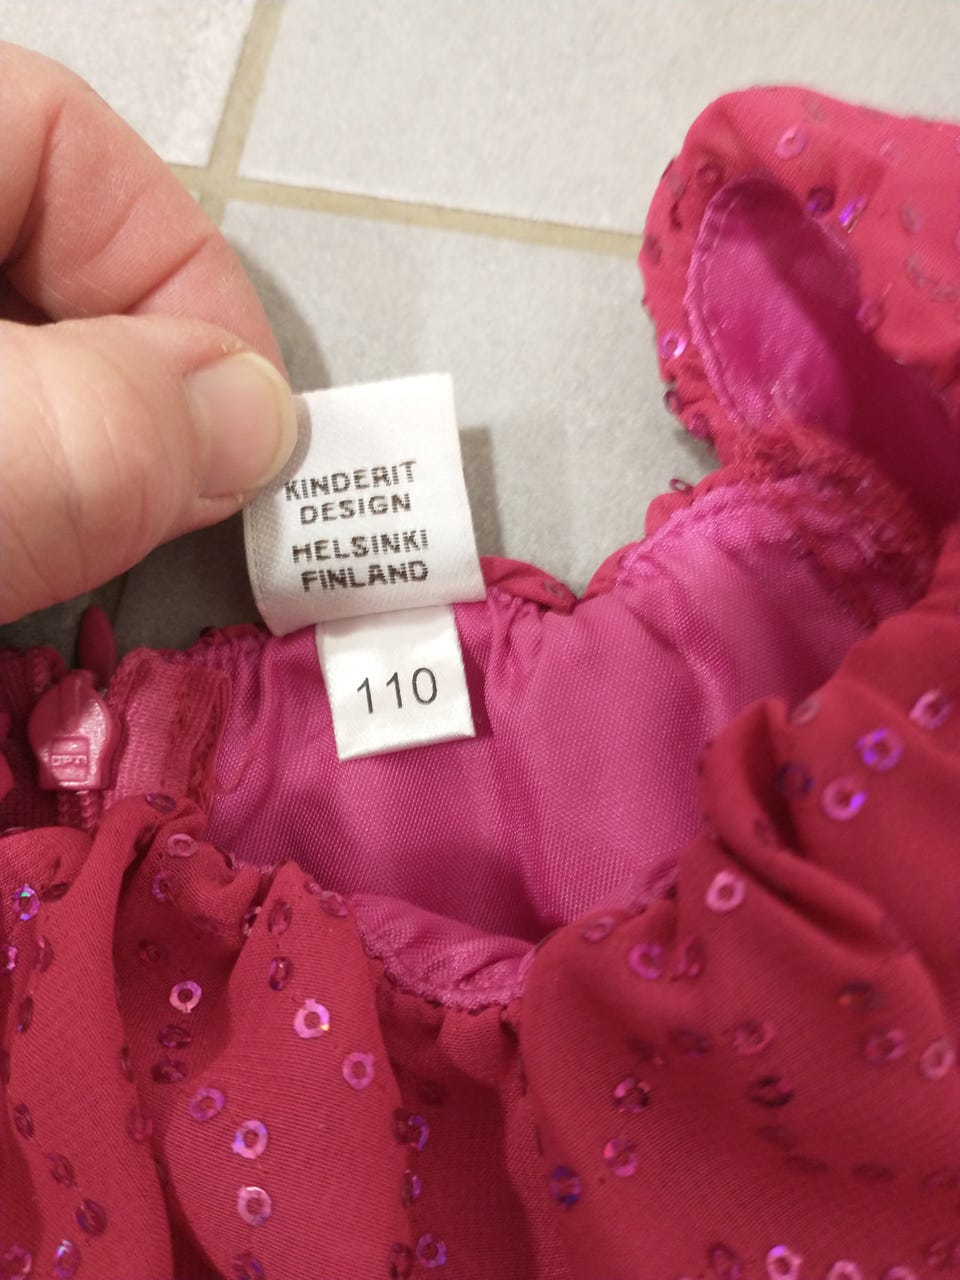 KINDERIT
DESIGN
HELSINKI
FINLAND
110